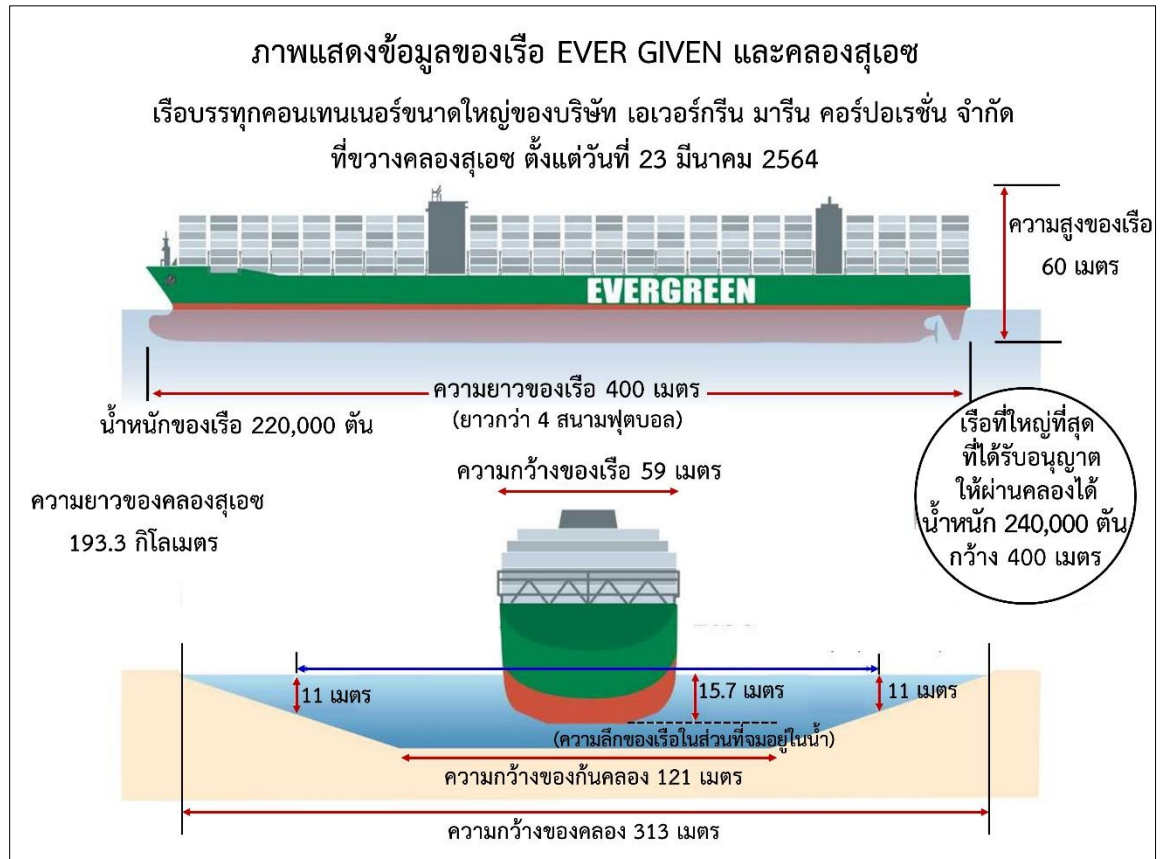 ภาพแสดงข้อมูลของเรือ EVER GIVEN และคลองสุเอซ
เรือบรรทุกคอนเทนเนอร์ขนาดใหญ่ของบริษัท เอเวอร์กรีน มารีน คอร์ปอเรชั่น จำกัด
ที่ขวางคลองสุเอซ ตั้งแต่วันที่ 23 มีนาคม 2564
ความสูงของเรือ
60 เมตร
EVERGREEN
ความยาวของเรือ 400 เมตร
(ยาวกว่า 4 สนามฟุตบอล)
น้ำหนักของเรือ 220,000 ตัน
เรือที่ใหญ่ที่สุด
ที่ได้รับอนุญาต
ให้ผ่านคลองได้
น้ำหนัก 240,000 ตัน
กว้าง 400 เมตร
ความกว้างของเรือ 59 เมตร
ความยาวของคลองสุเอซ
193.3 กิโลเมตร
11 เมตร
15.7 เมตร
11 เมตร
(ความลึกของเรือในส่วนที่จมอยู่ในน้ำ)
ความกว้างของก้นคลอง 121 เมตร
ความกว้างของคลอง 313 เมตร